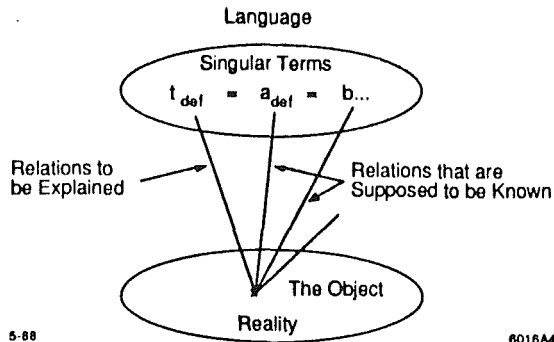 Language
Singular Terms
t def = a def = b...
Relations to
be Explained
Relations that are
Supposed to be Known
The Object
Reality
5-88
6016A4